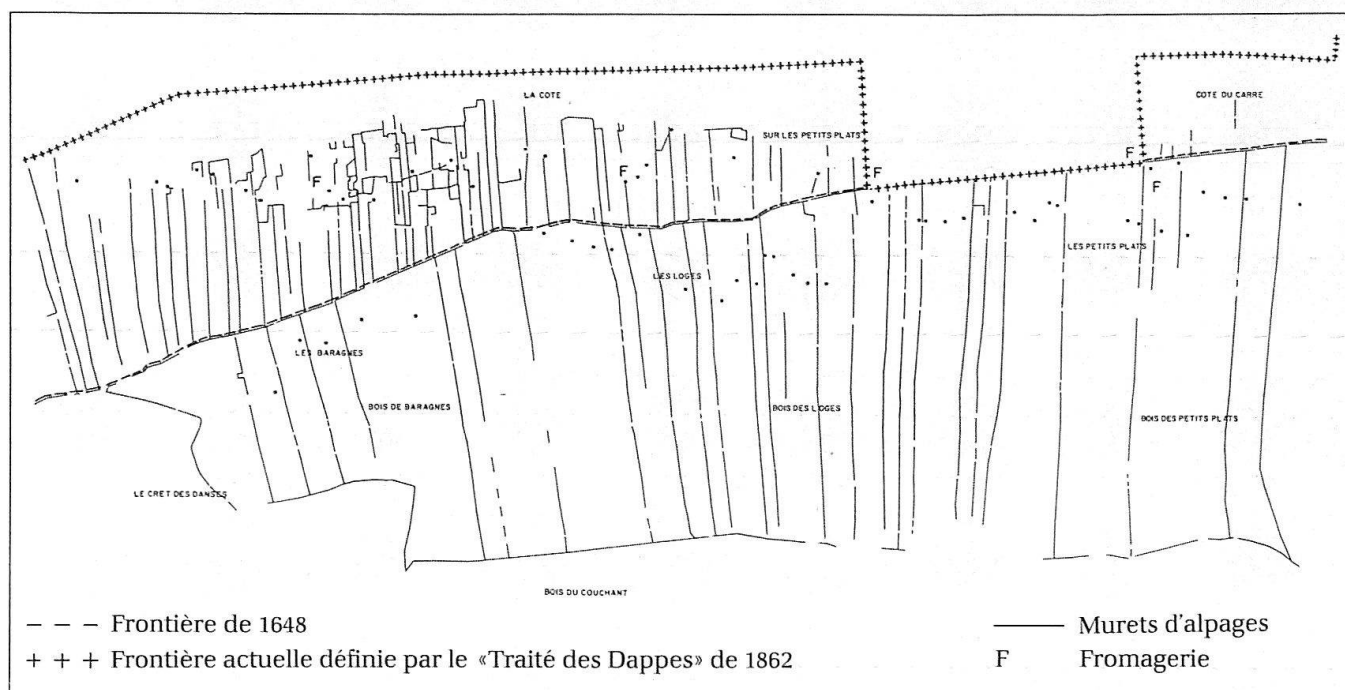 LA COTE
COTE DU CARRE
SUR LES PETITS PLATS
F
F
F
F
F
LES PETITS PLATS
LES LOGES
LES BARAGNES
BOIS DE BARAGNES
BOIS DES LOGES
BOIS DES PETITS PLATS
LE CRET DES DANSES
BOIS DU COUCHANT
– – – Frontière de 1648
+ + + Frontière actuelle définie par le «Traité des Dappes» de 1862
Murets d'alpages
F Fromagerie